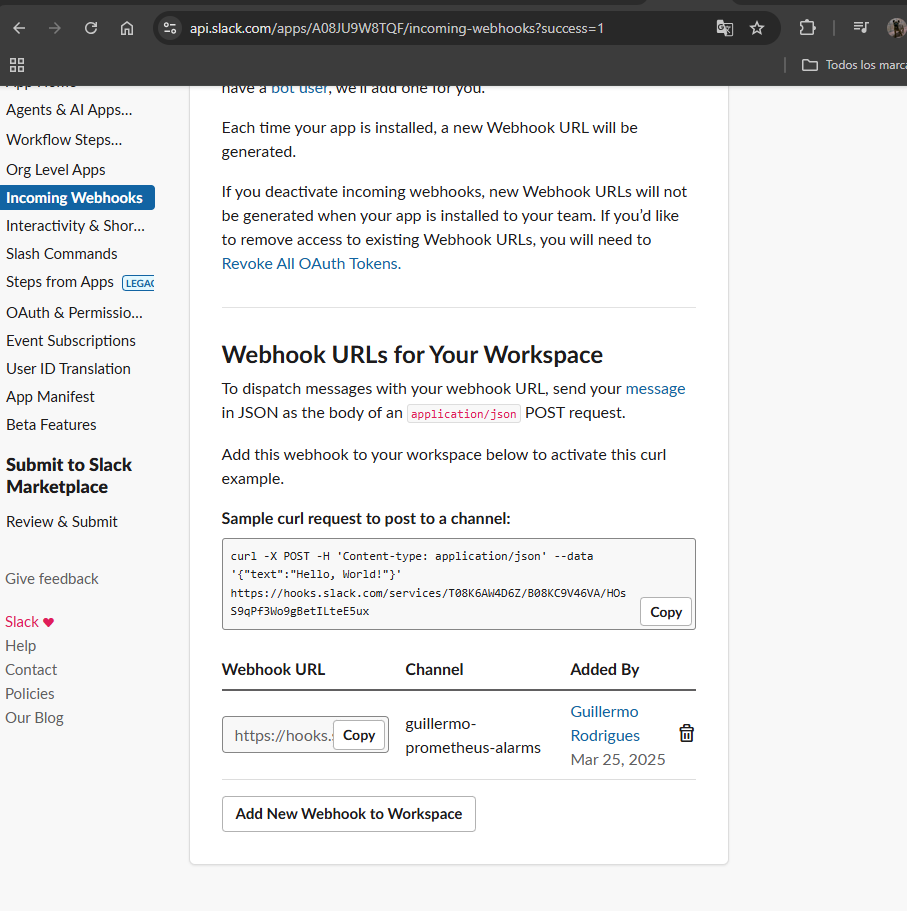 api.slack.com/apps/A08JU9W8TQF/incoming-webhooks?success=1
Todos los marca
App Home
Agents & AI Apps...
Workflow Steps...
Org Level Apps
Incoming Webhooks
Interactivity & Shor...
Slash Commands
Steps from Apps LEGAC
OAuth & Permissio...
Event Subscriptions
User ID Translation
App Manifest
Beta Features
Submit to Slack
Marketplace
Review & Submit
Give feedback
Slack ♥
Help
Contact
Policies
Our Blog
have a bot user, we'll add one for you.
Each time your app is installed, a new Webhook URL will be
generated.
If you deactivate incoming webhooks, new Webhook URLs will not
be generated when your app is installed to your team. If you’d like
to remove access to existing Webhook URLs, you will need to
Revoke All OAuth Tokens.
Webhook URLs for Your Workspace
To dispatch messages with your webhook URL, send your message
in JSON as the body of an application/json POST request.
Add this webhook to your workspace below to activate this curl
example.
Sample curl request to post to a channel:
curl -X POST -H 'Content-type: application/json' --data
'{"text":"Hello, World!"}'
https://hooks.slack.com/services/T08K6AW4D6Z/B08KC9V46VA/HOs
S9qPf3Wo9gBetILteE5ux
Copy
Webhook URL Channel Added By
https://hooks.s Copy
guillermo-
prometheus-alarms
Guillermo
Rodrigues
Mar 25, 2025
Add New Webhook to Workspace